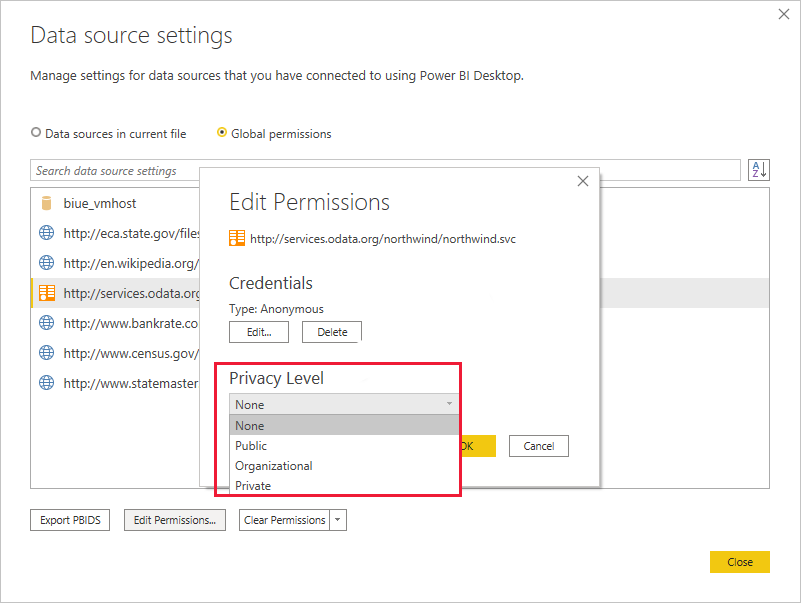 Data source settings
Manage settings for data sources that you have connected to using Power BI Desktop.
Data sources in current file
Global permissions
Search data source settings
A
Z
biue_vmhost
http://eca.state.gov/files
http://en.wikipedia.org/
http://services.odata.org
http://www.bankrate.co
http://www.census.gov/
http://www.statemaster
Edit Permissions
http://services.odata.org/northwind/northwind.svc
Credentials
Type: Anonymous
Edit...
Delete
Privacy Level
None
None
Public
Organizational
Private
OK
Cancel
Export PBIDS
Edit Permissions...
Clear Permissions
Close